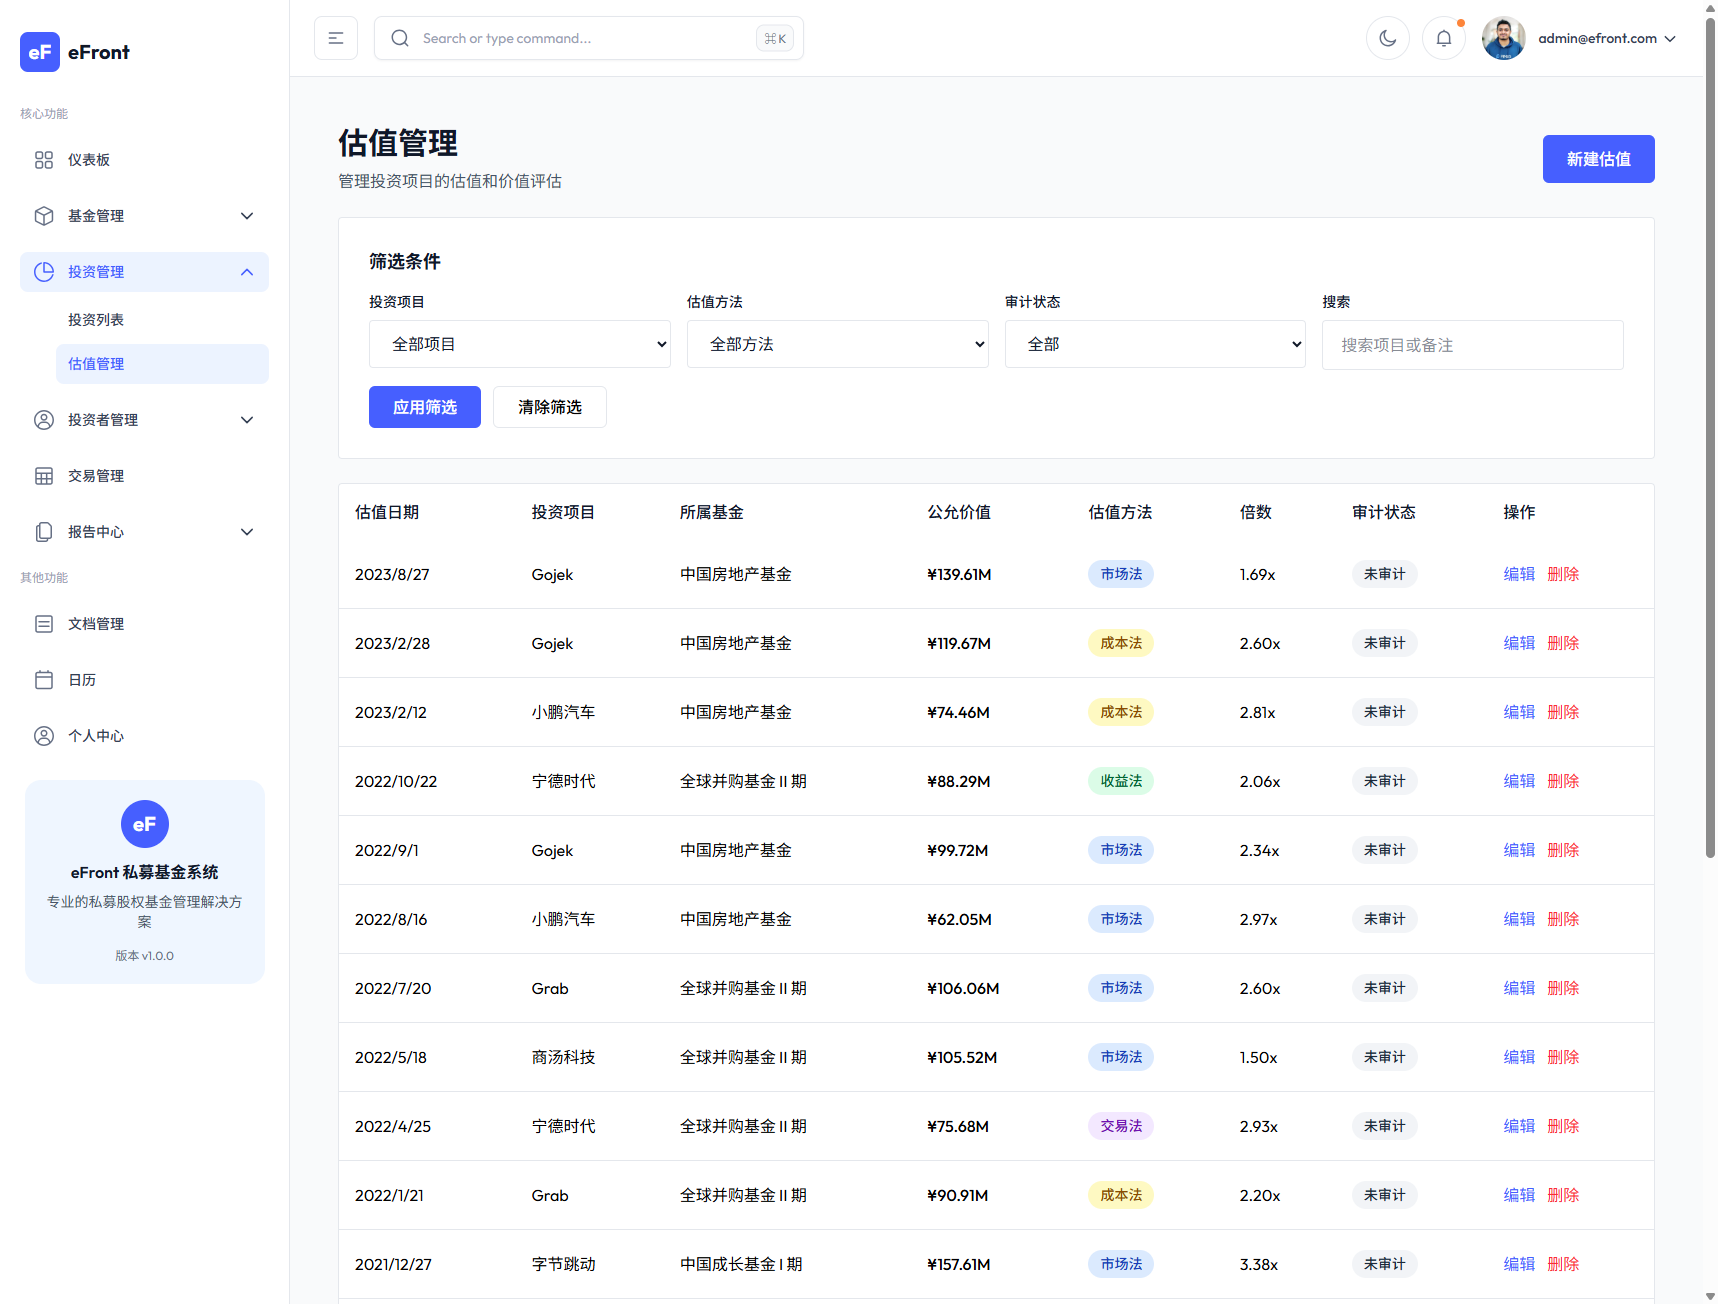 eF eFront
Search or type command... ⌘K
admin@efront.com
核心功能
仪表板
基金管理
投资管理
投资列表
估值管理
投资者管理
交易管理
报告中心
其他功能
文档管理
日历
个人中心
eF
eFront 私募基金系统
专业的私募股权基金管理解决方
案
版本 v1.0.0
估值管理
管理投资项目的估值和价值评估
新建估值
筛选条件
投资项目 估值方法 审计状态 搜索
全部项目 全部方法 全部 搜索项目或备注
应用筛选 清除筛选
估值日期 投资项目 所属基金 公允价值 估值方法 倍数 审计状态 操作
2023/8/27 Gojek 中国房地产基金 ¥139.61M 市场法 1.69x 未审计 编辑 删除
2023/2/28 Gojek 中国房地产基金 ¥119.67M 成本法 2.60x 未审计 编辑 删除
2023/2/12 小鹏汽车 中国房地产基金 ¥74.46M 成本法 2.81x 未审计 编辑 删除
2022/10/22 宁德时代 全球并购基金 II 期 ¥88.29M 收益法 2.06x 未审计 编辑 删除
2022/9/1 Gojek 中国房地产基金 ¥99.72M 市场法 2.34x 未审计 编辑 删除
2022/8/16 小鹏汽车 中国房地产基金 ¥62.05M 市场法 2.97x 未审计 编辑 删除
2022/7/20 Grab 全球并购基金 II 期 ¥106.06M 市场法 2.60x 未审计 编辑 删除
2022/5/18 商汤科技 全球并购基金 II 期 ¥105.52M 市场法 1.50x 未审计 编辑 删除
2022/4/25 宁德时代 全球并购基金 II 期 ¥75.68M 交易法 2.93x 未审计 编辑 删除
2022/1/21 Grab 全球并购基金 II 期 ¥90.91M 成本法 2.20x 未审计 编辑 删除
2021/12/27 字节跳动 中国成长基金 I 期 ¥157.61M 市场法 3.38x 未审计 编辑 删除